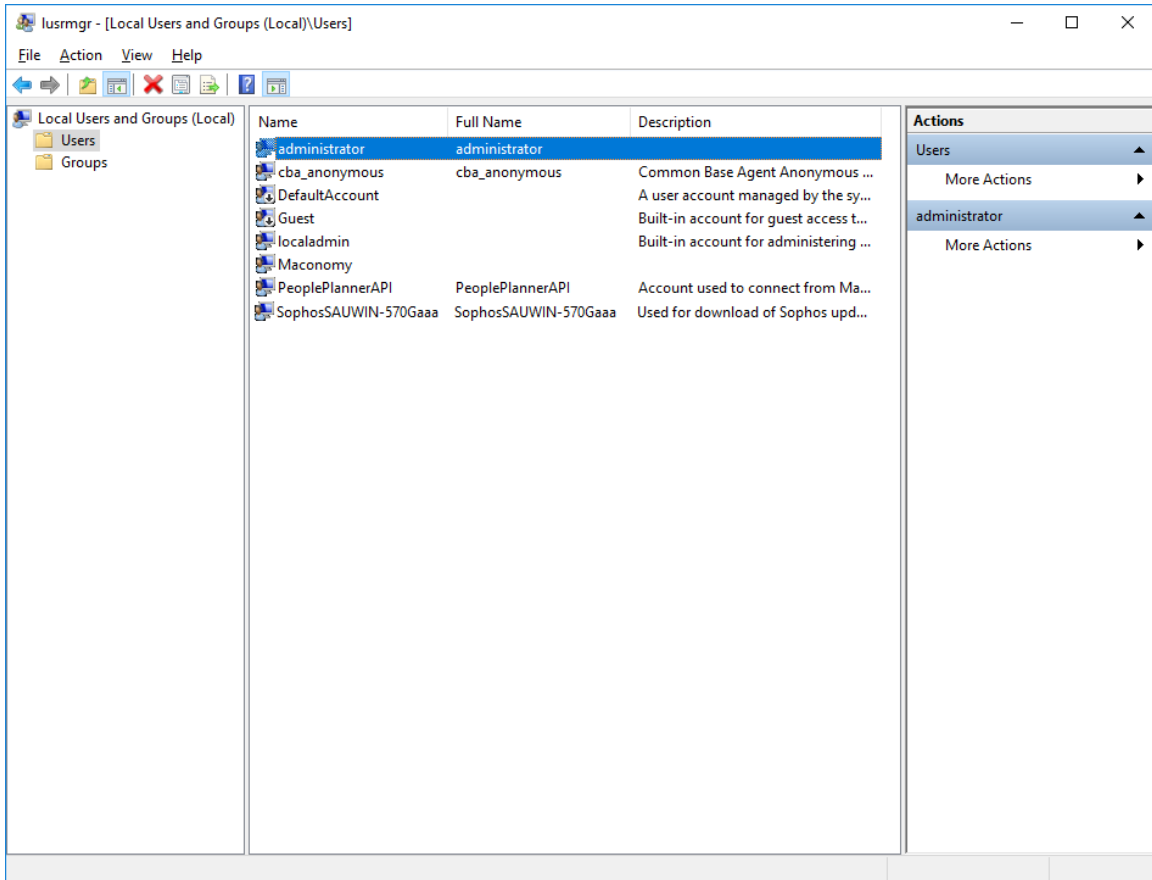 lusrmgr - [Local Users and Groups (Local)\Users]
File Action View Help
Local Users and Groups (Local)
Users
Groups
Name Full Name Description
administrator administrator
cba_anonymous cba_anonymous Common Base Agent Anonymous ...
DefaultAccount A user account managed by the sy...
Guest Built-in account for guest access t...
localadmin Built-in account for administering ...
Maconomy
PeoplePlannerAPI PeoplePlannerAPI Account used to connect from Ma...
SophosSAUWIN-570Gaaa SophosSAUWIN-570Gaaa Used for download of Sophos upd...
Actions
Users
More Actions
administrator
More Actions